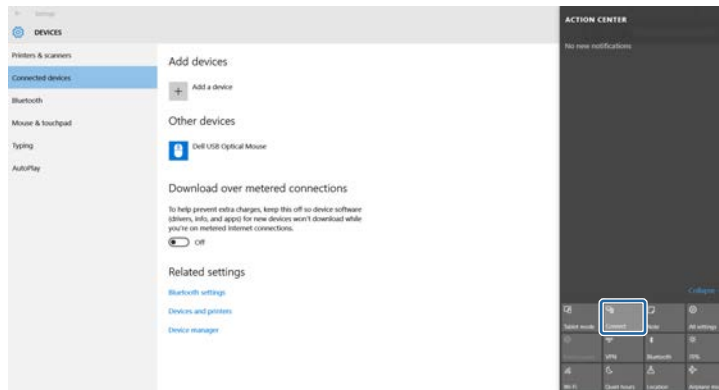 Settings
DEVICES
Printers & scanners
Connected devices
Bluetooth
Mouse & touchpad
Typing
AutoPlay
Add devices
Add a device
Other devices
Dell USB Optical Mouse
Download over metered connections
To help prevent extra charges, keep this off so device software
(drivers, info, and apps) for new devices won't download while
you're on metered Internet connections.
Off
Related settings
Bluetooth settings
Devices and printers
Device manager
ACTION CENTER
No new notifications
Collapse
Tablet mode
Connect
Note
All settings
VPN
Bluetooth
70%
Wi-Fi
Quiet hours
Location
Airplane mo